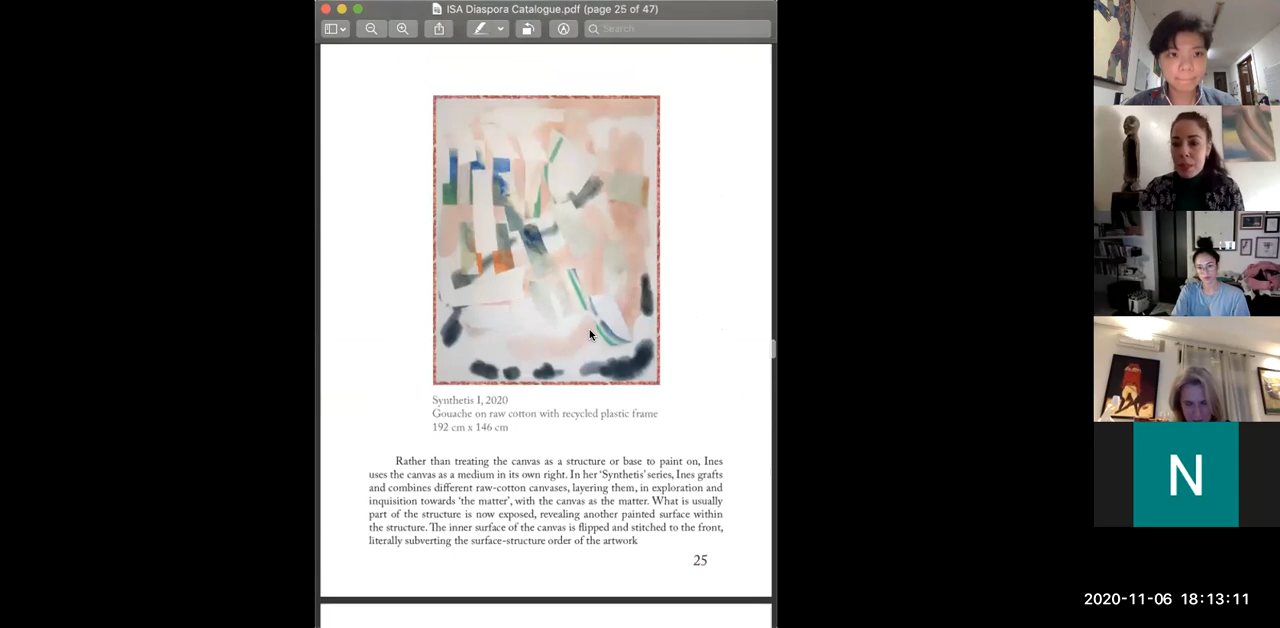 ISA Diaspora Catalogue.pdf (page 25 of 47)
Search
Synthetis I, 2020
Gouache on raw cotton with recycled plastic frame
192 cm x 146 cm
Rather than treating the canvas as a structure or base to paint on, Ines
uses the canvas as a medium in its own right. In her ‘Synthetis’ series, Ines grafts
and combines different raw-cotton canvases, layering them, in exploration and
inquisition towards ‘the matter’, with the canvas as the matter. What is usually
part of the structure is now exposed, revealing another painted surface within
the structure. The inner surface of the canvas is flipped and stitched to the front,
literally subverting the surface-structure order of the artwork
25
N
2020-11-06 18:13:11